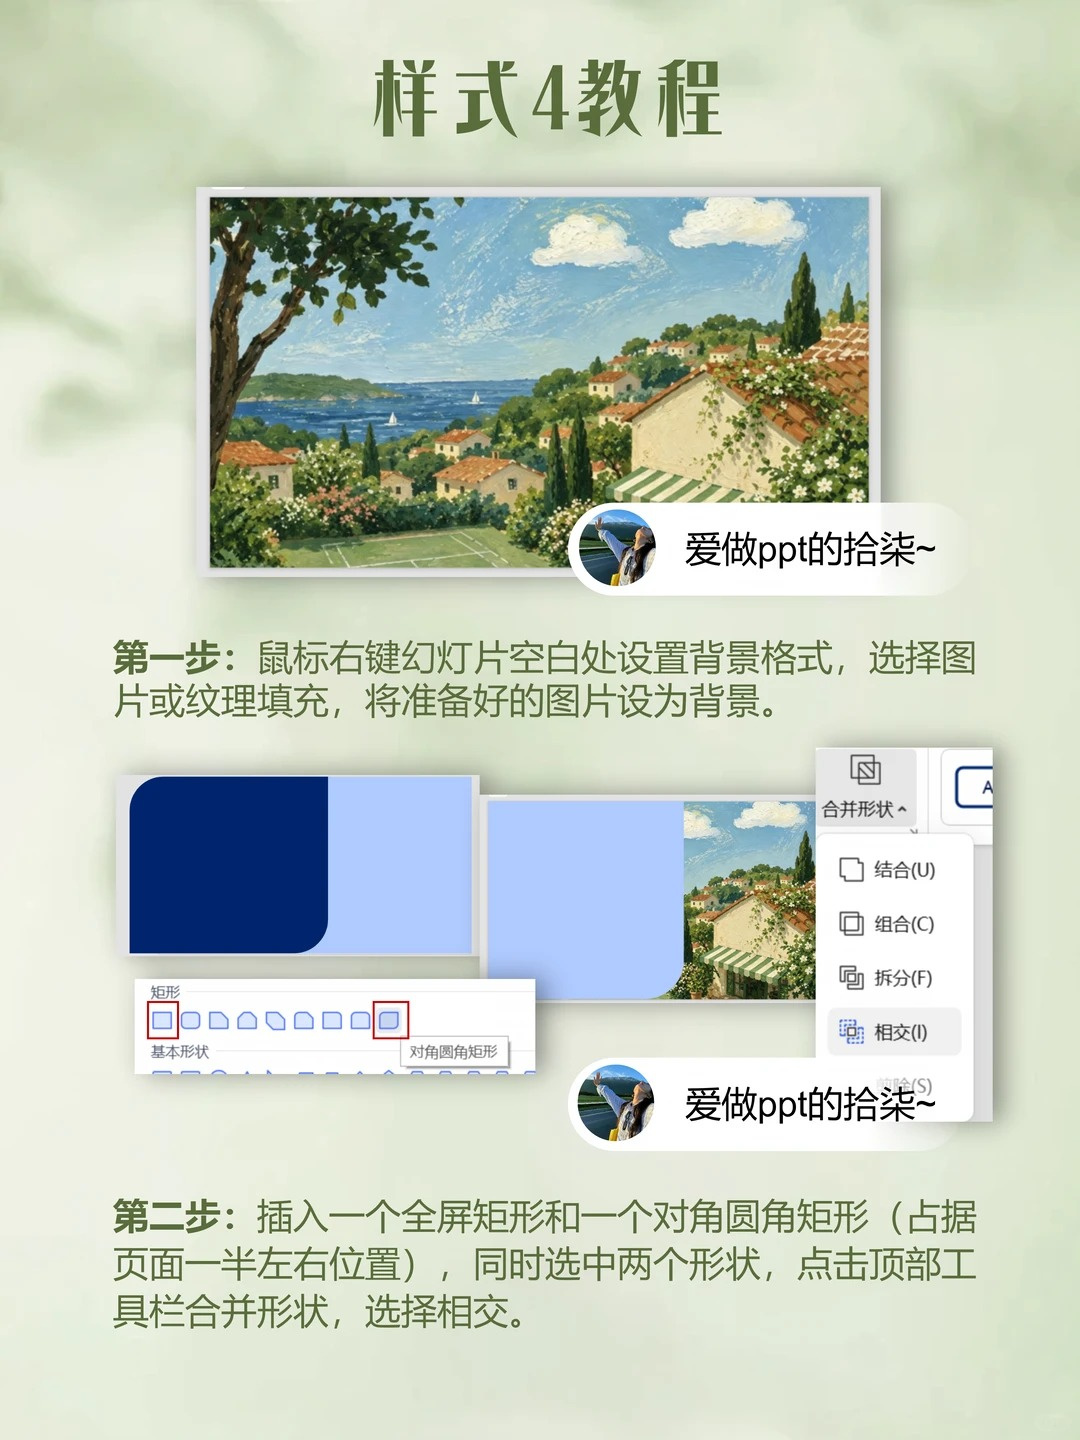 样式4教程
爱做ppt的拾柒~
第一步：鼠标右键幻灯片空白处设置背景格式，选择图
片或纹理填充，将准备好的图片设为背景。
合并形状
A
结合(U)
组合(C)
拆分(F)
相交(I)
剪除(S)
矩形
对角圆角矩形
基本形状
爱做ppt的拾柒~
第二步：插入一个全屏矩形和一个对角圆角矩形（占据
页面一半左右位置），同时选中两个形状，点击顶部工
具栏合并形状，选择相交。